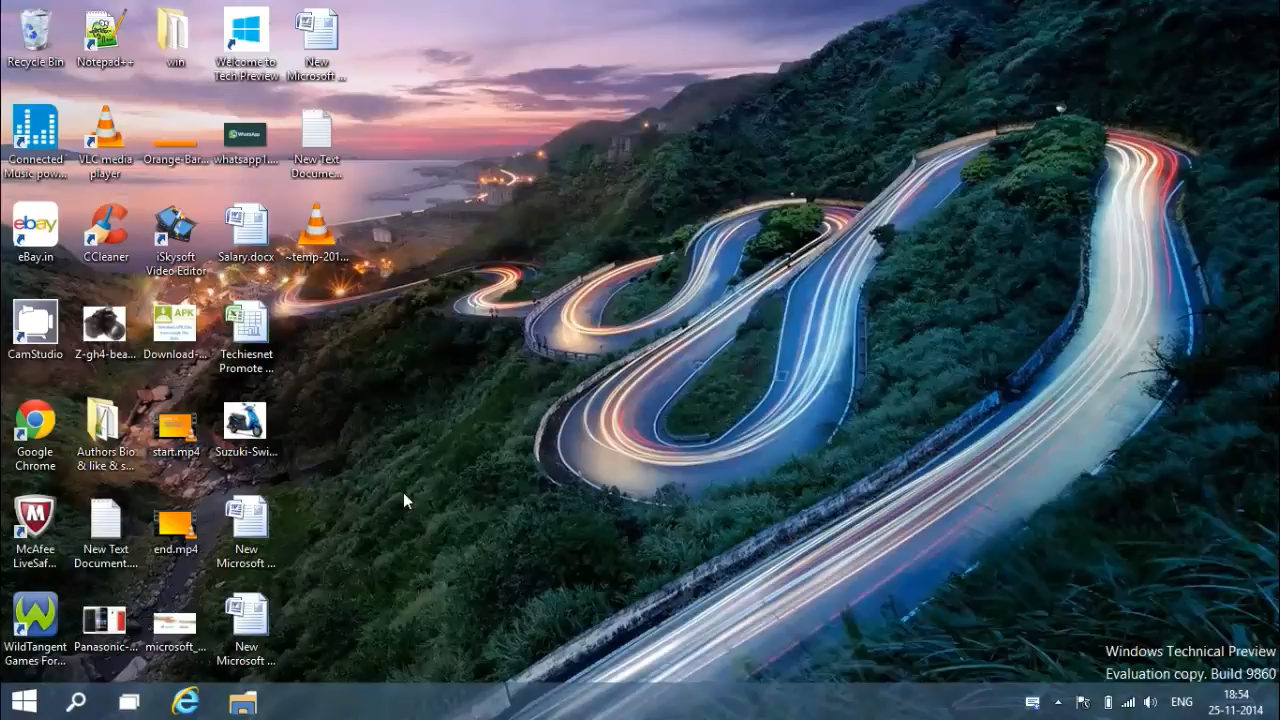 Recycle Bin
Notepad++
win
Welcome to
Tech Preview
New
Microsoft ...
Connected
Music pow...
VLC media
player
Orange-Bar...
WhatsApp
whatsapp1....
New Text
Docume...
ebay
eBay.in
CCleaner
iSkysoft
Video Editor
Salary.docx
~temp-201...
CamStudio
Z-gh4-bea...
APK
Download-...
Techiesnet
Promote ...
Google
Chrome
Authors Bio
& like & s...
start.mp4
Suzuki-Swi...
McAfee
LiveSaf...
New Text
Document....
end.mp4
New
Microsoft ...
WildTangent
Games For...
Panasonic-...
microsoft_...
New
Microsoft ...
Windows Technical Preview
Evaluation copy. Build 9860
ENG
18:54
25-11-2014